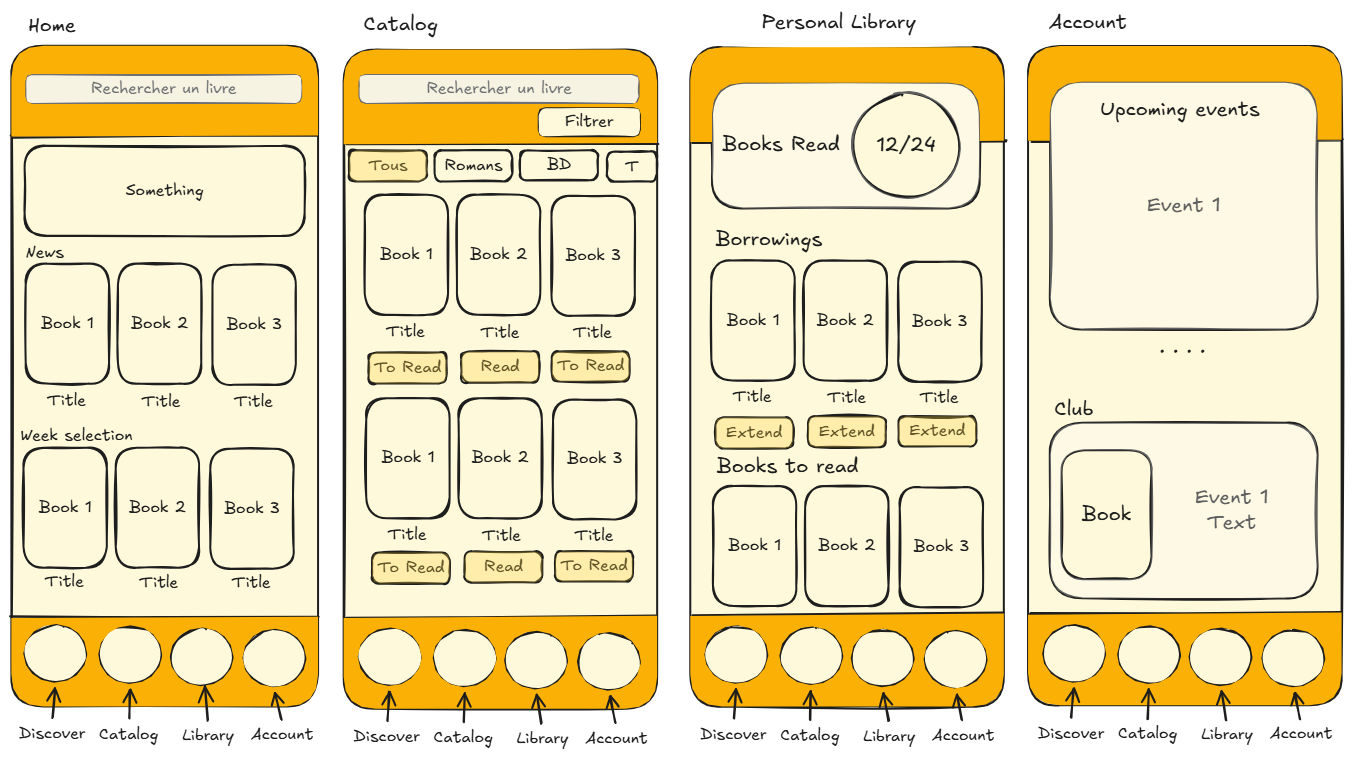 Home
Rechercher un livre
Something
News
Book 1 Book 2 Book 3
Title Title Title
Week selection
Book 1 Book 2 Book 3
Title Title Title
Discover Catalog Library Account
Catalog
Rechercher un livre
Filtrer
Tous Romans BD T
Book 1 Book 2 Book 3
Title Title Title
To Read Read To Read
Book 1 Book 2 Book 3
Title Title Title
To Read Read To Read
Discover Catalog Library Account
Personal Library
Books Read 12/24
Borrowings
Book 1 Book 2 Book 3
Title Title Title
Extend Extend Extend
Books to read
Book 1 Book 2 Book 3
Discover Catalog Library Account
Account
Upcoming events
Event 1
....
Club
Book
Event 1
Text
Discover Catalog Library Account